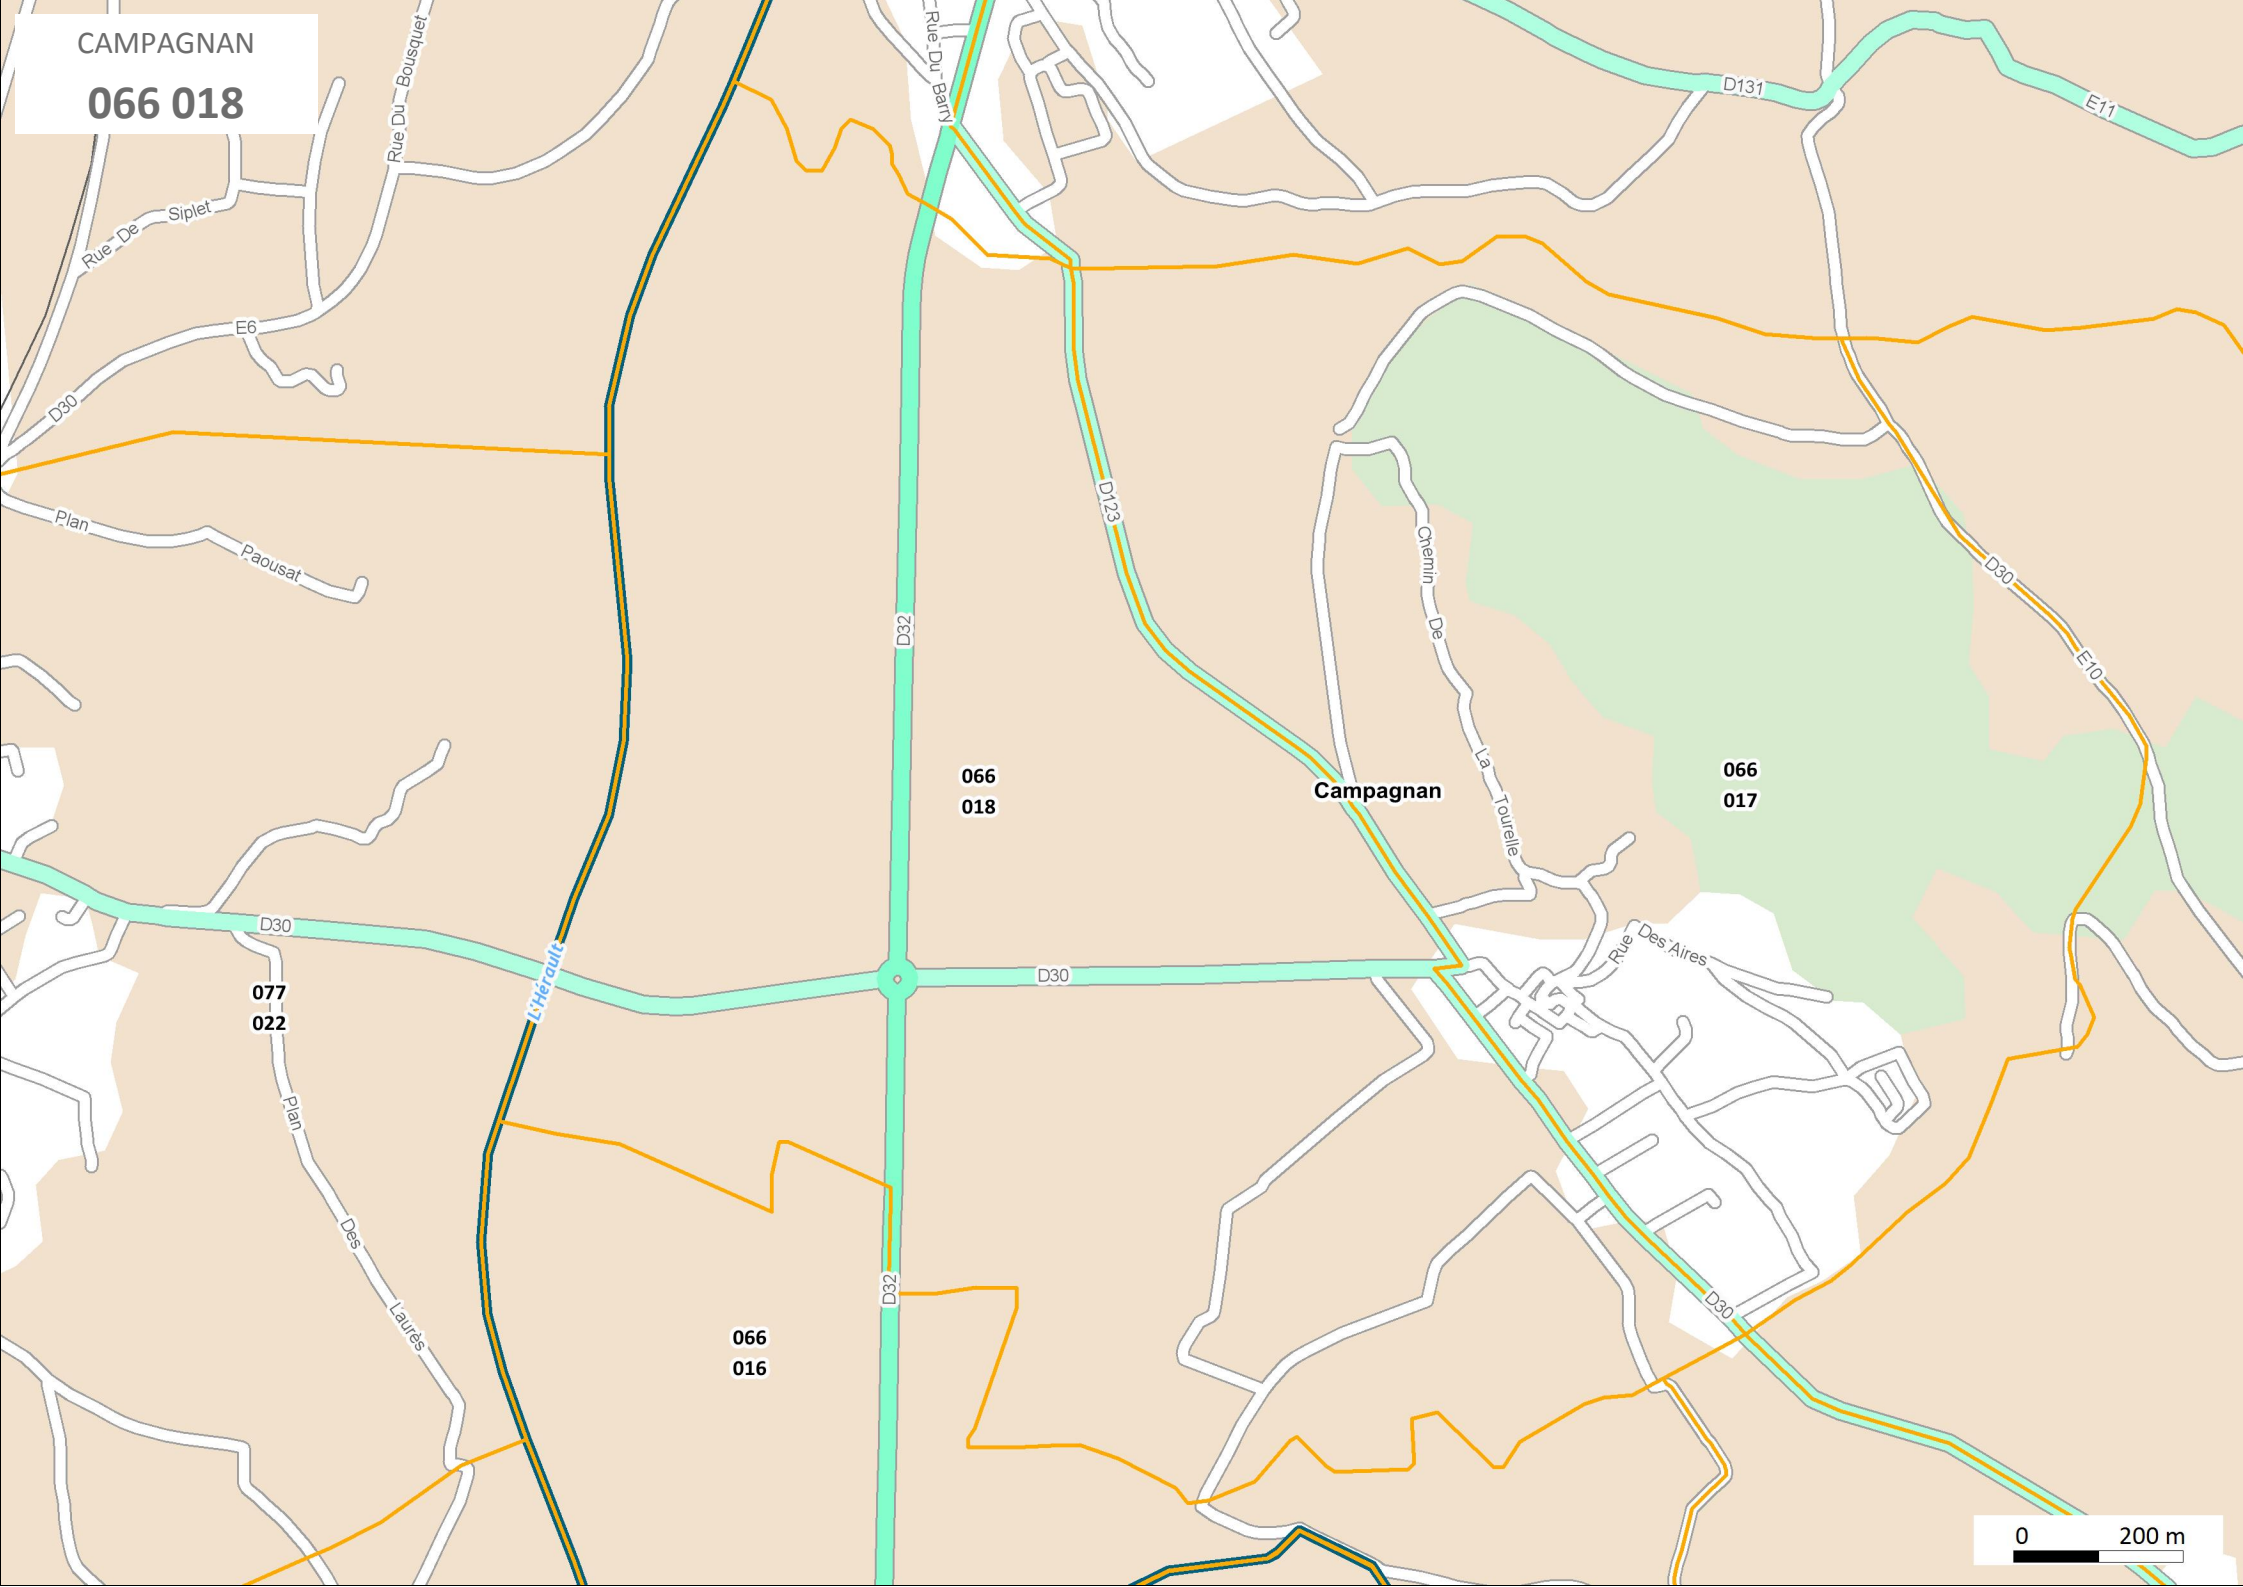 CAMPAGNAN
066 018
Rue Du Bousquet
Rue Du Barry
D131
E11
Rue De Siplet
E6
D30
Plan Paousat
D123
D32
Chemin De La Tourelle
D30
E10
066
018
Campagnan
066
017
D30
L'Hérault
D30
Rue Des Aires
077
022
Plan Des Laurès
D32
D30
066
016
0 200 m